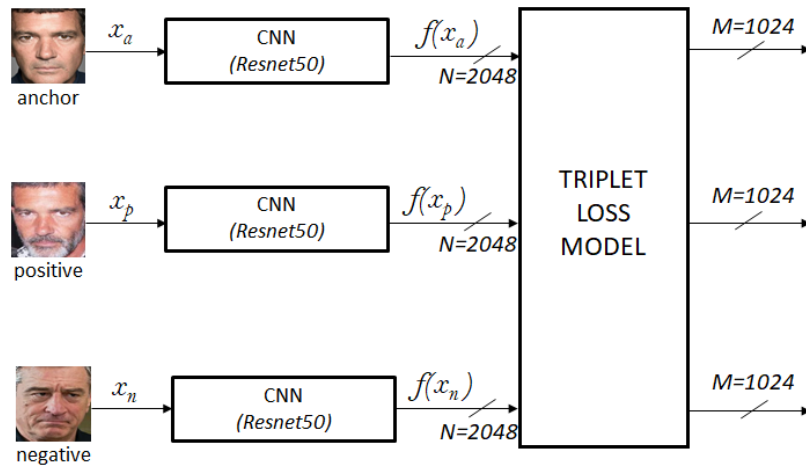 x_a
CNN
(Resnet50)
f(x_a)
N=2048
M=1024
anchor
x_p
CNN
(Resnet50)
f(x_p)
N=2048
TRIPLET
LOSS
MODEL
M=1024
positive
x_n
CNN
(Resnet50)
f(x_n)
N=2048
M=1024
negative